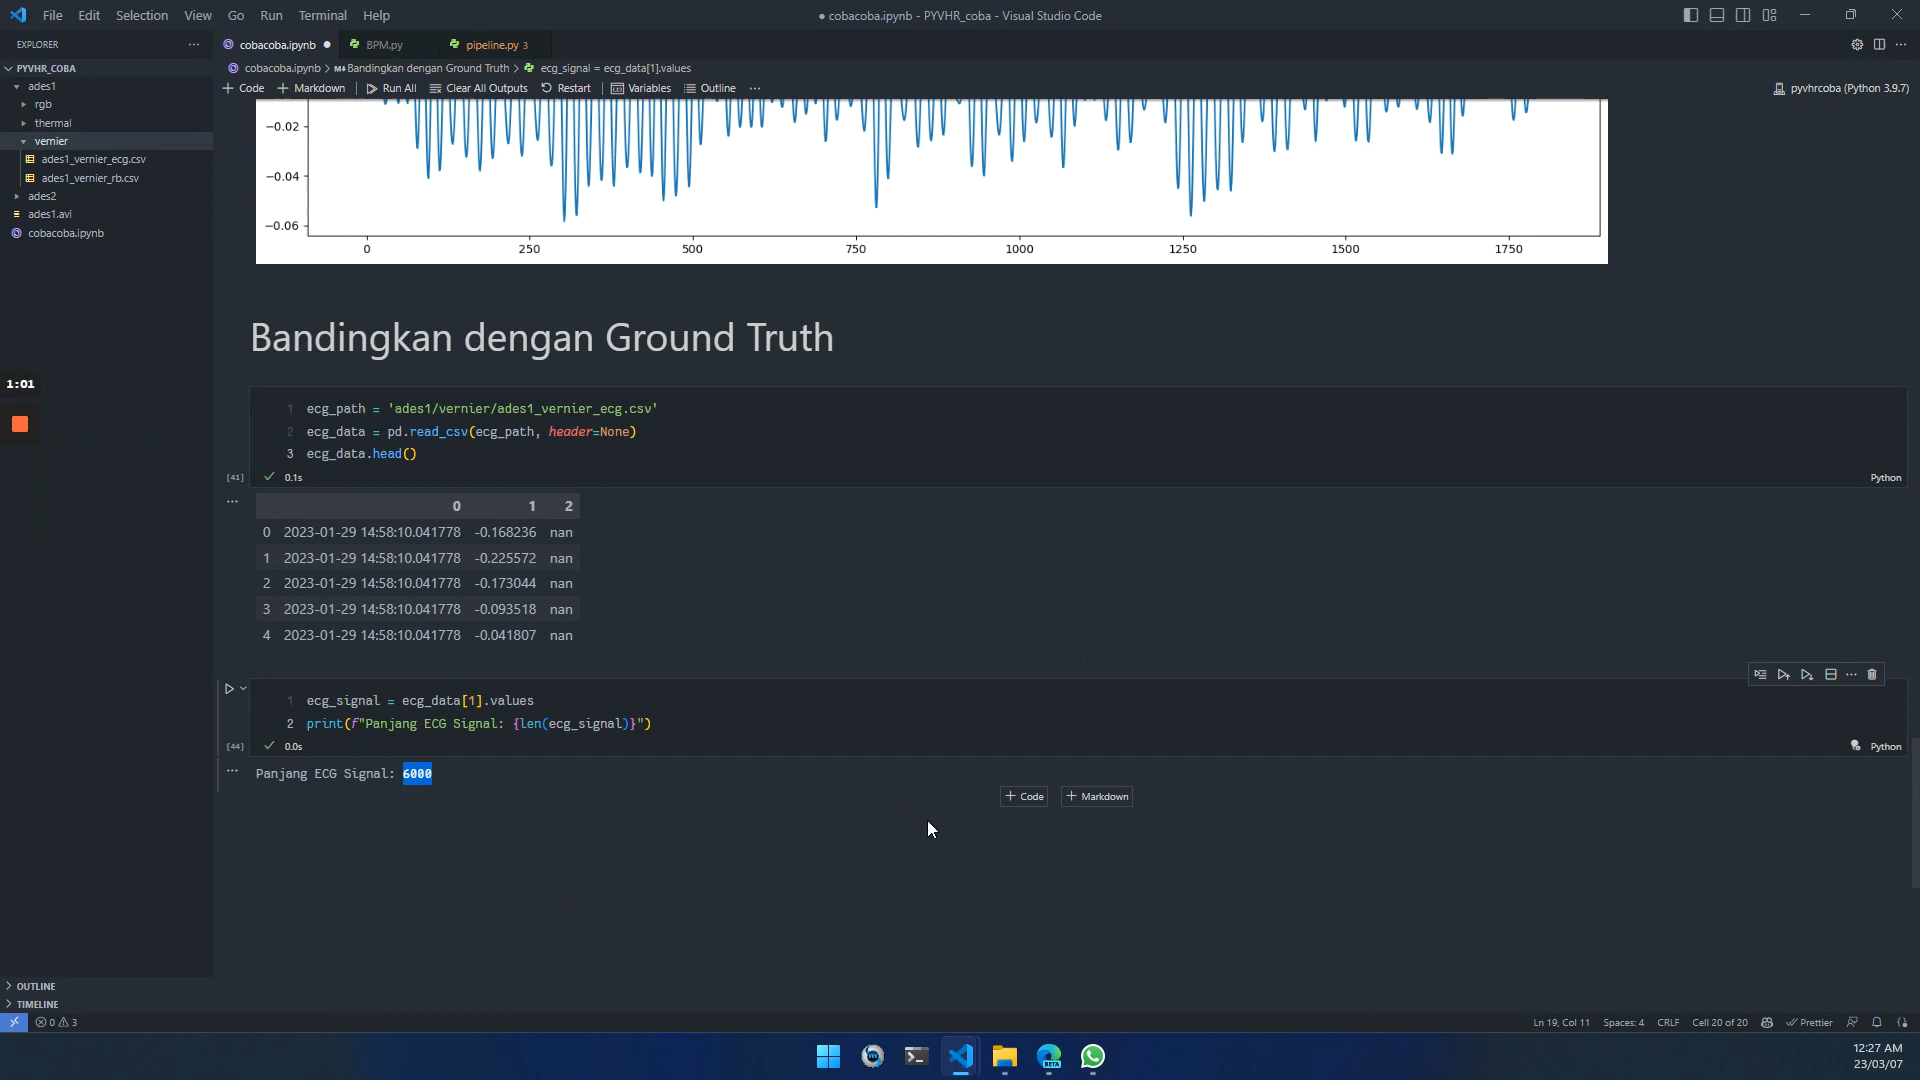 File Edit Selection View Go Run Terminal Help
● cobacoba.ipynb - PYVHR_coba - Visual Studio Code
EXPLORER
PYVHR_COBA
ades1
rgb
thermal
vernier
ades1_vernier_ecg.csv
ades1_vernier_rb.csv
ades2
ades1.avi
cobacoba.ipynb
1:01
OUTLINE
TIMELINE
cobacoba.ipynb ● BPM.py pipeline.py 3
cobacoba.ipynb > M↓Bandingkan dengan Ground Truth > ecg_signal = ecg_data[1].values
+ Code + Markdown Run All Clear All Outputs Restart Variables Outline ...
pyvhrcoba (Python 3.9.7)
−0.02
−0.04
−0.06
0 250 500 750 1000 1250 1500 1750
Bandingkan dengan Ground Truth
1 ecg_path = 'ades1/vernier/ades1_vernier_ecg.csv'
2 ecg_data = pd.read_csv(ecg_path, header=None)
3 ecg_data.head()
[41] 0.1s Python
0 1 2
0 2023-01-29 14:58:10.041778 -0.168236 nan
1 2023-01-29 14:58:10.041778 -0.225572 nan
2 2023-01-29 14:58:10.041778 -0.173044 nan
3 2023-01-29 14:58:10.041778 -0.093518 nan
4 2023-01-29 14:58:10.041778 -0.041807 nan
1 ecg_signal = ecg_data[1].values
2 print(f"Panjang ECG Signal: {len(ecg_signal)}")
[44] 0.0s Python
Panjang ECG Signal: 6000
+ Code + Markdown
0 3
Ln 19, Col 11 Spaces: 4 CRLF Cell 20 of 20 Prettier
BETA
12:27 AM
23/03/07